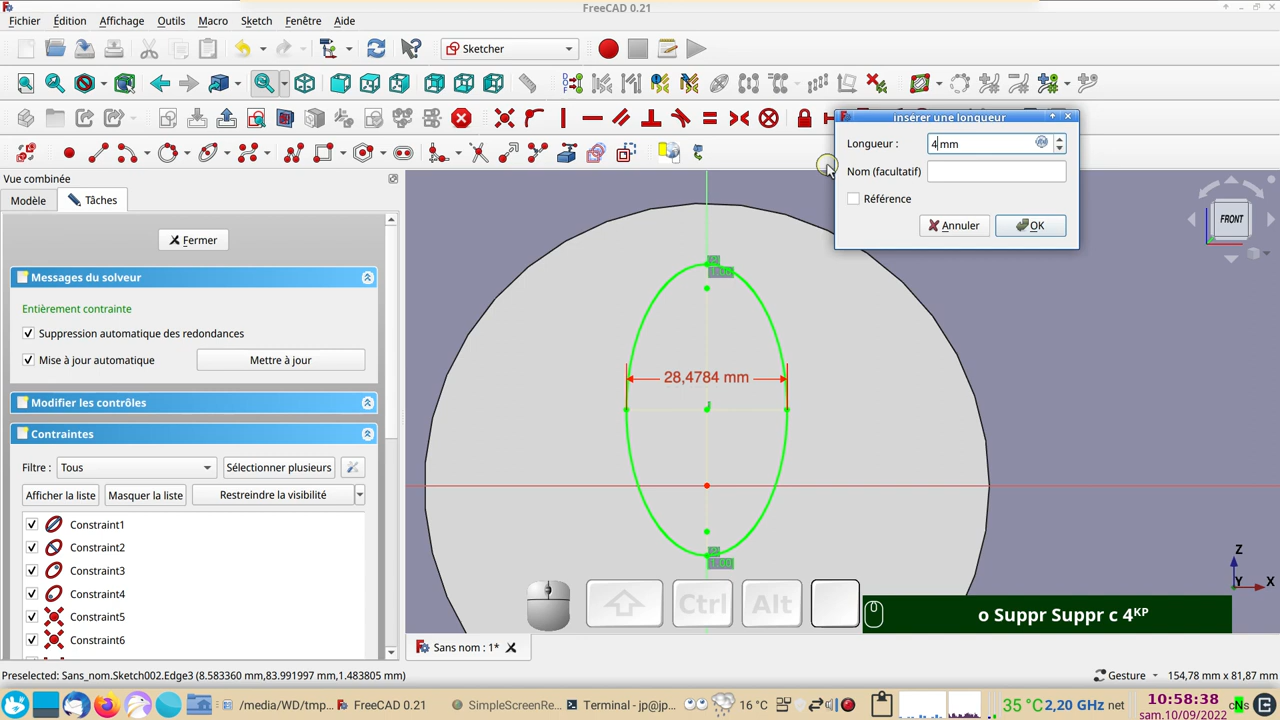 FreeCAD 0.21
Fichier Édition Affichage Outils Macro Sketch Fenêtre Aide
Sketcher
Vue combinée
Modèle Tâches
Fermer
Messages du solveur
Entièrement contrainte
Suppression automatique des redondances
Mise à jour automatique
Mettre à jour
Modifier les contrôles
Contraintes
Filtre : Tous Sélectionner plusieurs
Afficher la liste Masquer la liste Restreindre la visibilité
Constraint1
Constraint2
Constraint3
Constraint4
Constraint5
Constraint6
insérer une longueur
Longueur : 4 mm
Nom (facultatif)
Référence
Annuler OK
FRONT
28,4784 mm
Z
Y X
Ctrl Alt
o Suppr Suppr c 4ᴷᴾ
Sans nom : 1*
Preselected: Sans_nom.Sketch002.Edge3 (8.583360 mm,83.991997 mm,1.483805 mm)
Gesture 154,78 mm x 81,87 mm
/media/WD/tmp... FreeCAD 0.21 SimpleScreenRe... Terminal - jp@jp... 16 °C 35 °C 2,20 GHz net
10:58:38
sam.10/09/2022
cNs